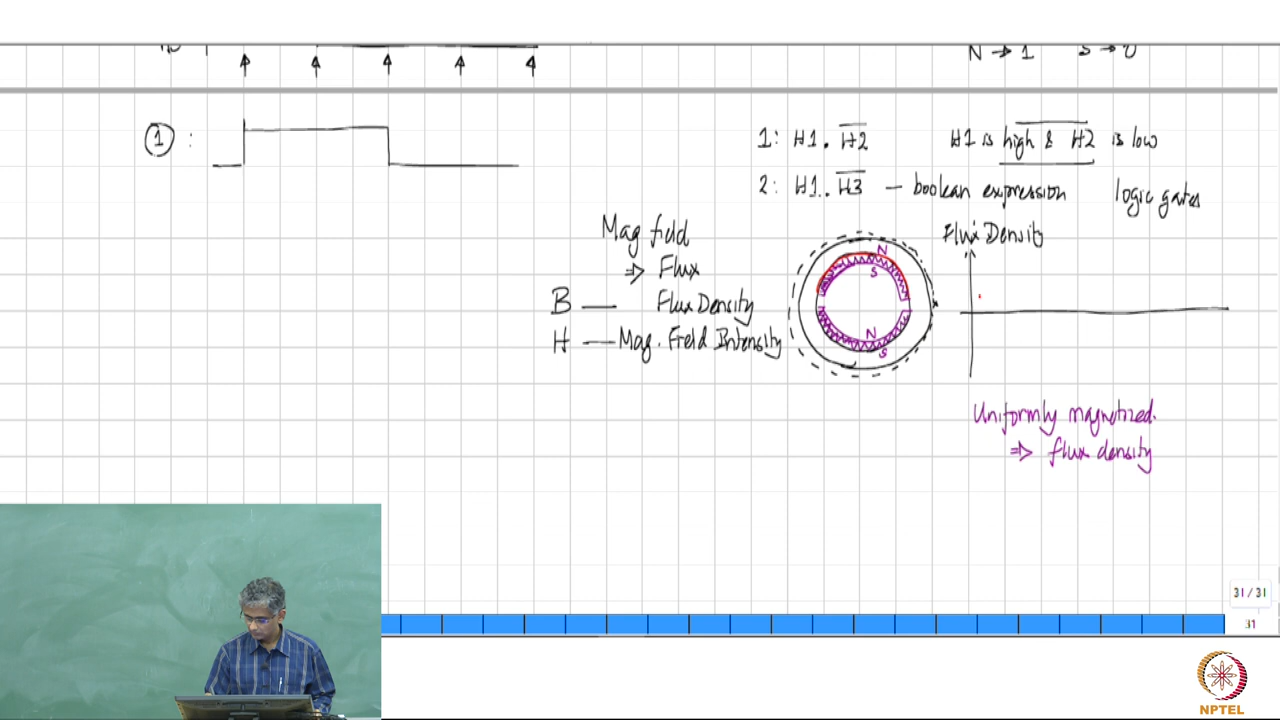 N → 1 S → 0
1 :
1: H1 . H2̅ H1 is high & H2 is low
2: H1 . H3̅ – boolean expression logic gates
Mag field
⇒ Flux
B — Flux Density
H — Mag. Field Intensity
N
S
N
S
Flux Density
Uniformly magnetized.
⇒ flux density
31 / 31
31
NPTEL